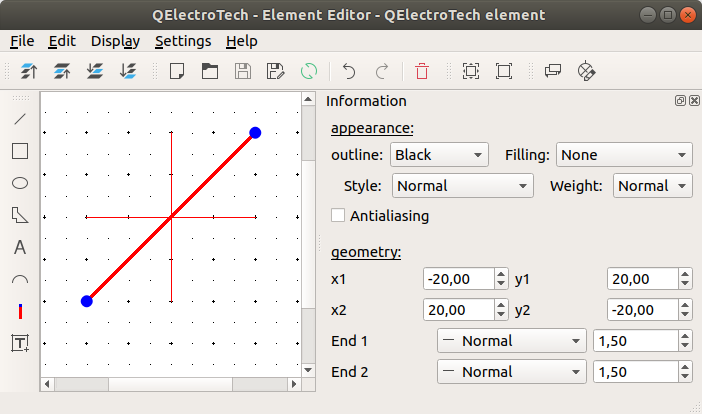 QElectroTech - Element Editor - QElectroTech element
File Edit Display Settings Help
Information
appearance:
outline: Black Filling: None
Style: Normal Weight: Normal
Antialiasing
geometry:
x1 -20,00 y1 20,00
x2 20,00 y2 -20,00
End 1 Normal 1,50
End 2 Normal 1,50